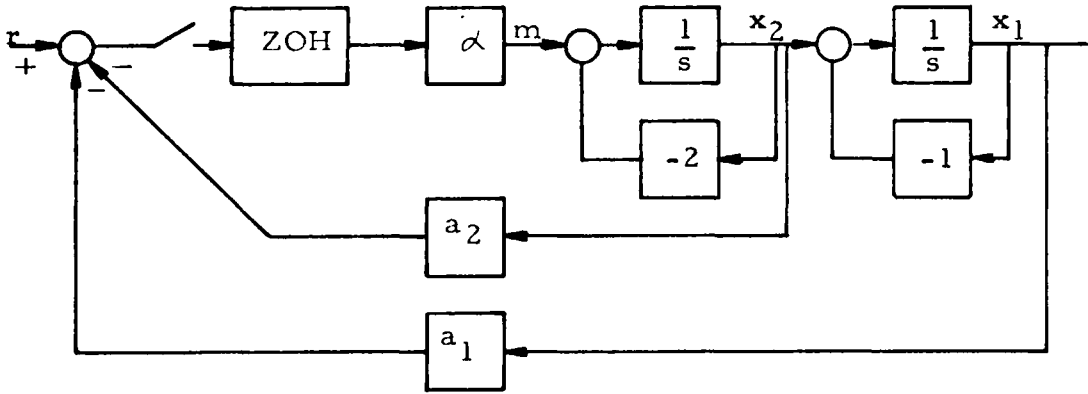 r + − − ZOH α m 1/s x₂ 1/s x₁
-2 -1
a₂
a₁